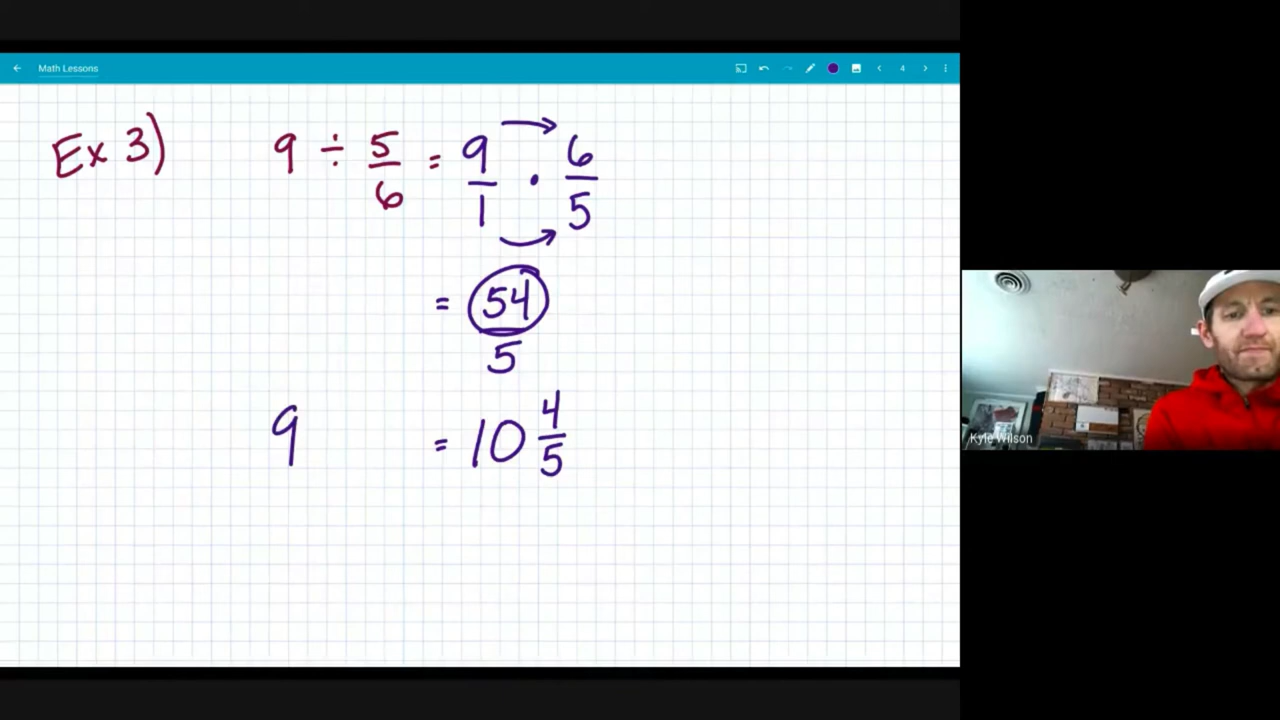 Math Lessons
4
Ex 3) 9 ÷ 5/6 = 9/1 · 6/5
= 54/5
9 = 10 4/5
Kyle Wilson